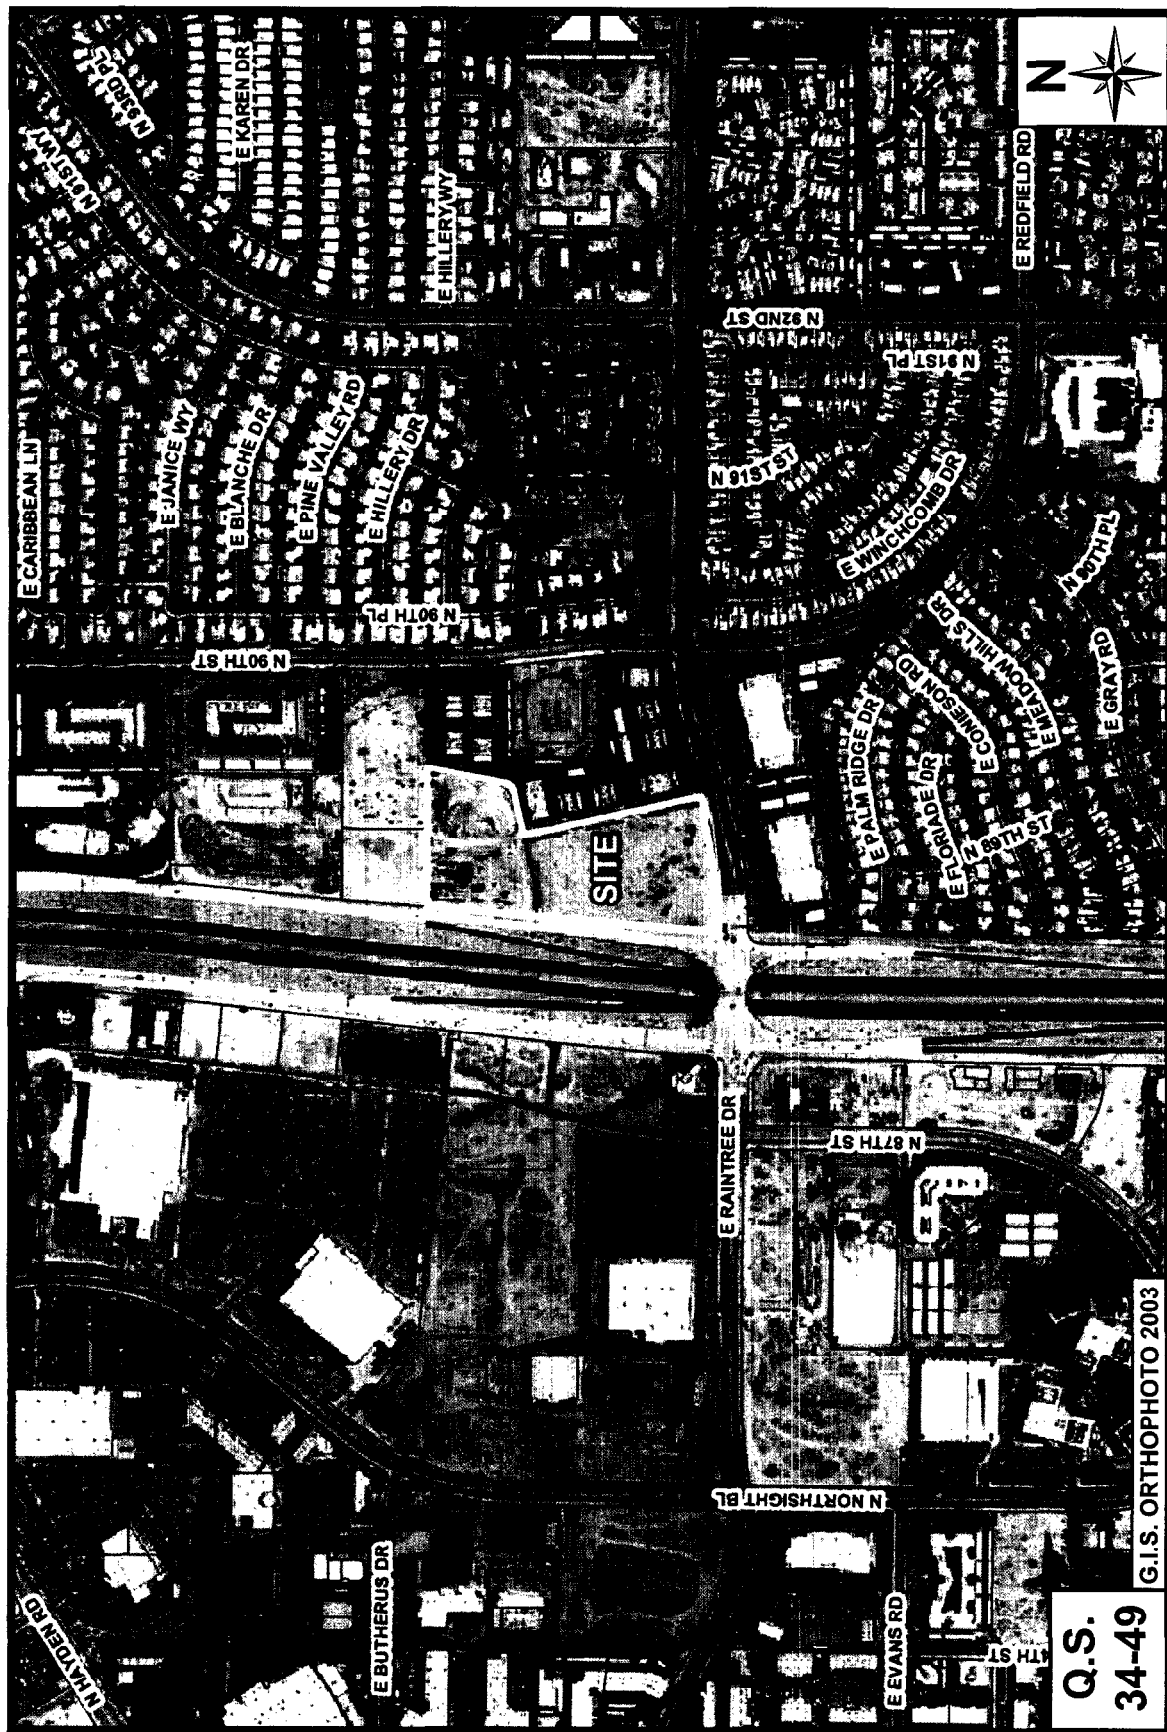 N HAYDEN RD
E BUTHERUS DR
N NORTHSIGHT BL
E EVANS RD
4TH ST
Q.S.
34-49
G.I.S. ORTHOPHOTO 2003
E RAINTREE DR
N 87TH ST
SITE
N 90TH ST
N 90TH PL
E CARIBBEAN LN
E JANICE WY
E BLANCHE DR
E PINE VALLEY RD
E HILLERY DR
N 91ST WY
N 93RD PL
E KAREN DR
E HILLERY WY
N 92ND ST
N 91ST PL
N 91ST ST
E WINCHCOMB DR
E REDFIELD RD
N 90TH PL
E PALM RIDGE DR
E CONIESON RD
E MEADOW HILLS DR
E FLORIADE DR
N 89TH ST
E GRAY RD
N